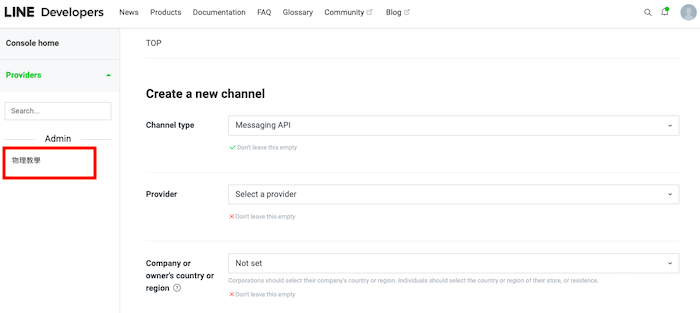 LINE Developers News Products Documentation FAQ Glossary Community Blog
Console home
Providers
Search...
Admin
物理教學
TOP
Create a new channel
Channel type
Messaging API
Don't leave this empty
Provider
Select a provider
Don't leave this empty
Company or
owner's country or
region
Not set
Corporations should select their company's country or region. Individuals should select the country or region of their store, or residence.
Don't leave this empty